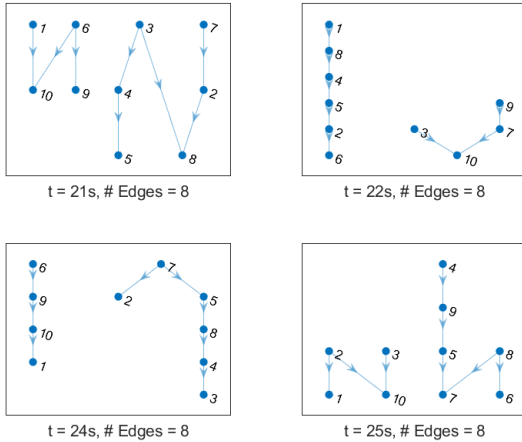 1 6 3 7
10 9 4 2
5 8
t = 21s, # Edges = 8
1
8
4
5 9
2 3 7
6 10
t = 22s, # Edges = 8
6 7
9 2 5
10 8
1 4
3
t = 24s, # Edges = 8
4
9
2 3 5 8
1 10 7 6
t = 25s, # Edges = 8